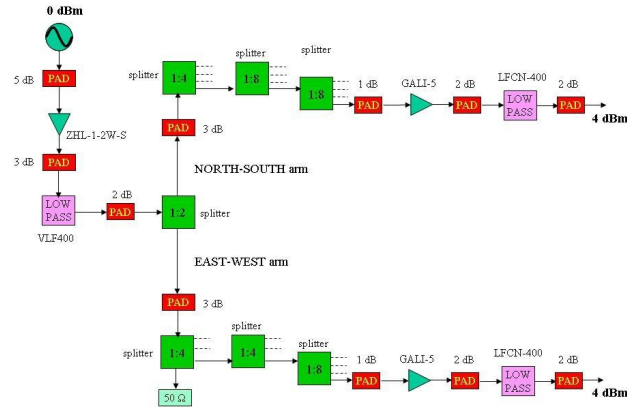 0 dBm
5 dB
PAD
ZHL-1-2W-S
3 dB
PAD
LOW PASS
VLF400
2 dB
PAD
1:2
splitter
NORTH-SOUTH arm
3 dB
PAD
splitter
1:4
splitter
1:8
splitter
1:8
1 dB
PAD
GALI-5
2 dB
PAD
LFCN-400
LOW PASS
2 dB
PAD
4 dBm
EAST-WEST arm
PAD
3 dB
splitter
1:4
50 Ω
splitter
1:4
splitter
1:8
1 dB
PAD
GALI-5
2 dB
PAD
LFCN-400
LOW PASS
2 dB
PAD
4 dBm